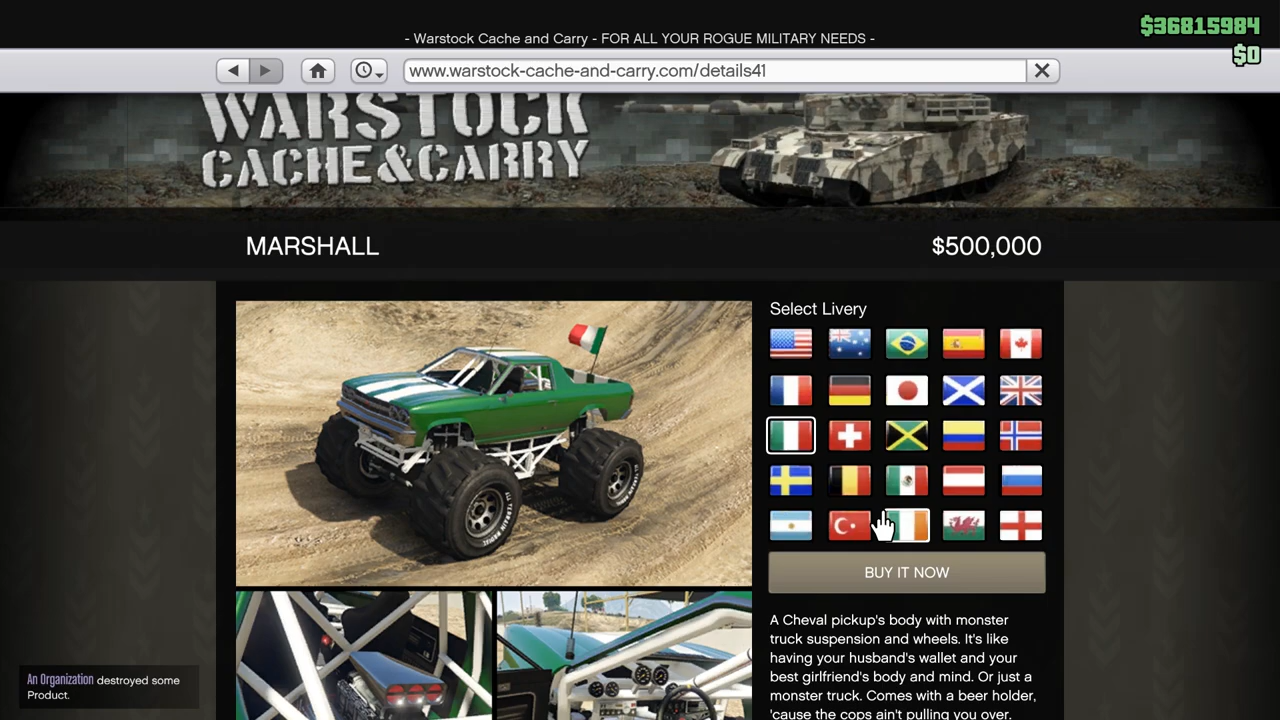 $36815984
- Warstock Cache and Carry - FOR ALL YOUR ROGUE MILITARY NEEDS -
$0
www.warstock-cache-and-carry.com/details41
WARSTOCK
CACHE&CARRY
MARSHALL
$500,000
Select Livery
BUY IT NOW
A Cheval pickup's body with monster
truck suspension and wheels. It's like
having your husband's wallet and your
best girlfriend's body and mind. Or just a
monster truck. Comes with a beer holder,
'cause the cops ain't pulling you over.
An Organization destroyed some
Product.